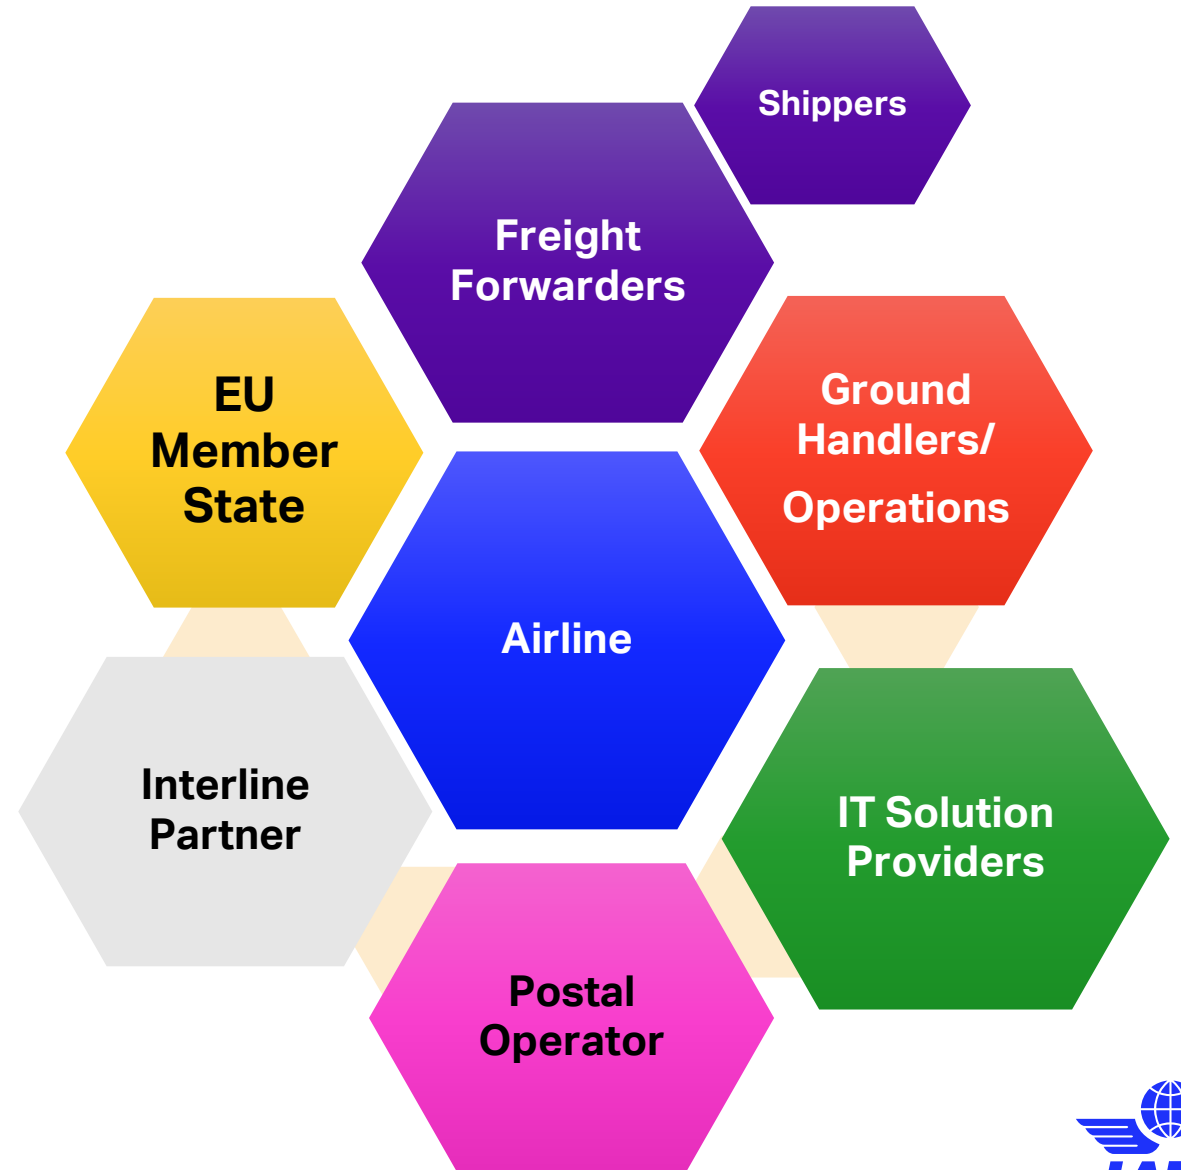 Shippers
Freight
Forwarders
EU
Member
State
Ground
Handlers/
Operations
Airline
Interline
Partner
IT Solution
Providers
Postal
Operator